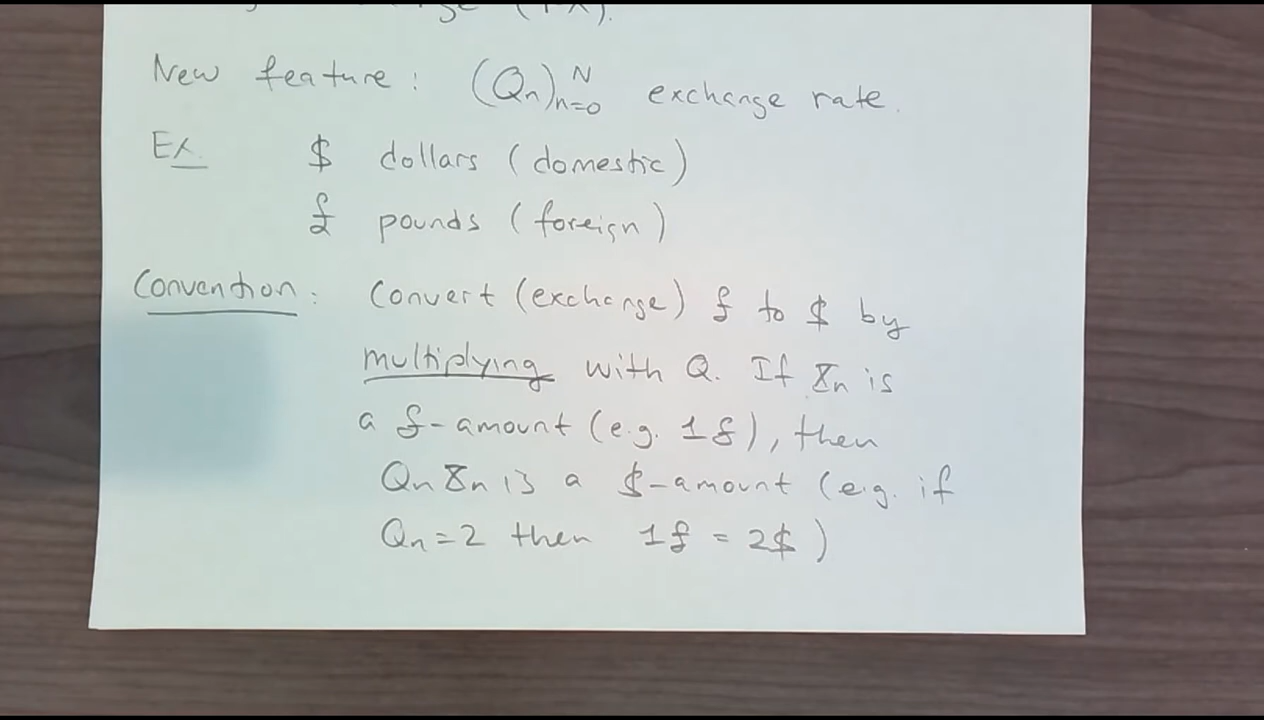 New feature: (Qn)ᴺn=0 exchange rate.
Ex. $ dollars (domestic)
£ pounds (foreign)
Convention: Convert (exchange) £ to $ by
multiplying with Q. If Xn is
a £-amount (e.g. 1£), then
QnXn is a $-amount (e.g. if
Qn=2 then 1£ = 2$)